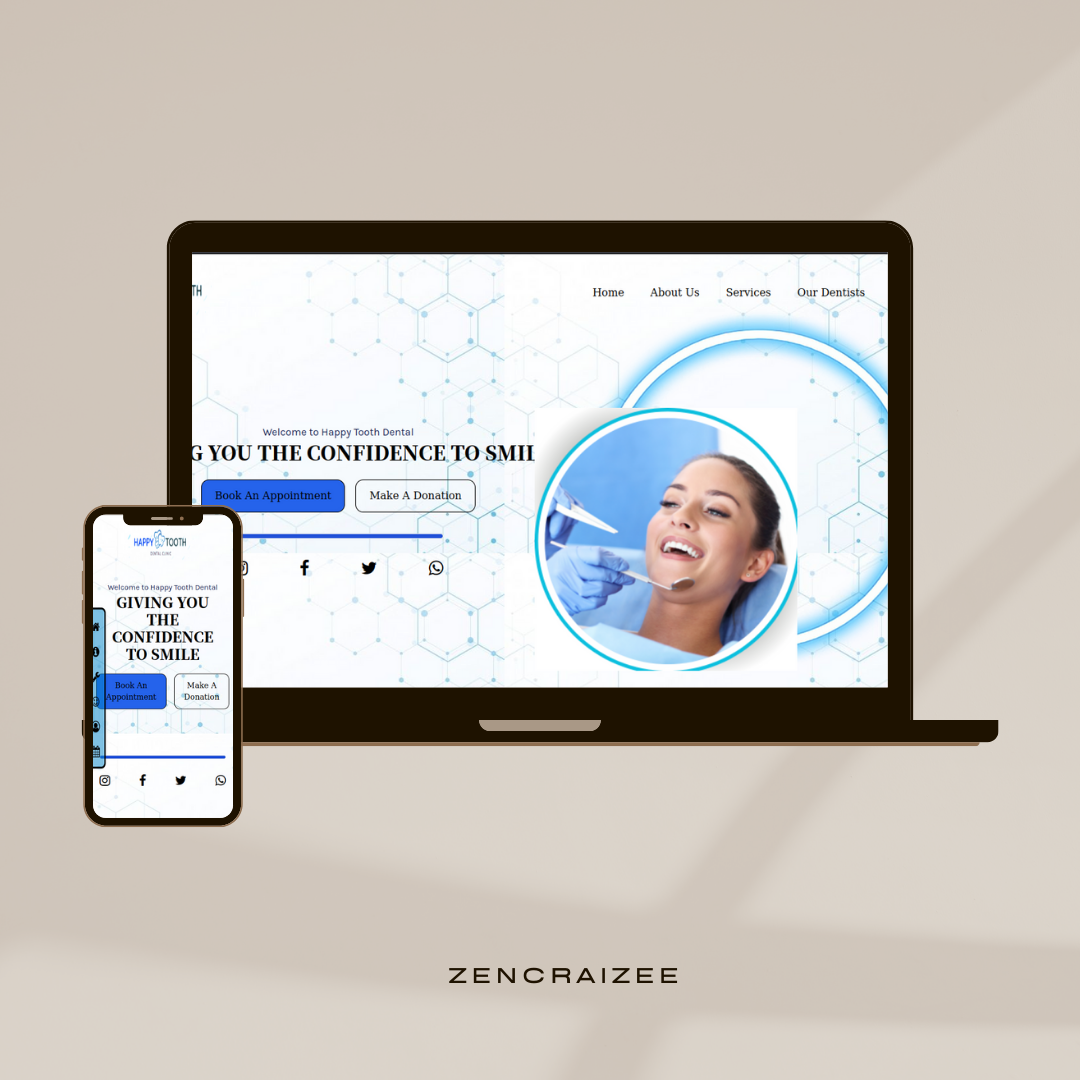 TH
Home About Us Services Our Dentists
Welcome to Happy Tooth Dental
G YOU THE CONFIDENCE TO SMIL
Book An Appointment Make A Donation
HAPPY TOOTH
DENTAL CLINIC
Welcome to Happy Tooth Dental
GIVING YOU
THE
CONFIDENCE
TO SMILE
Book An
Appointment
Make A
Donation
ZENCRAIZEE